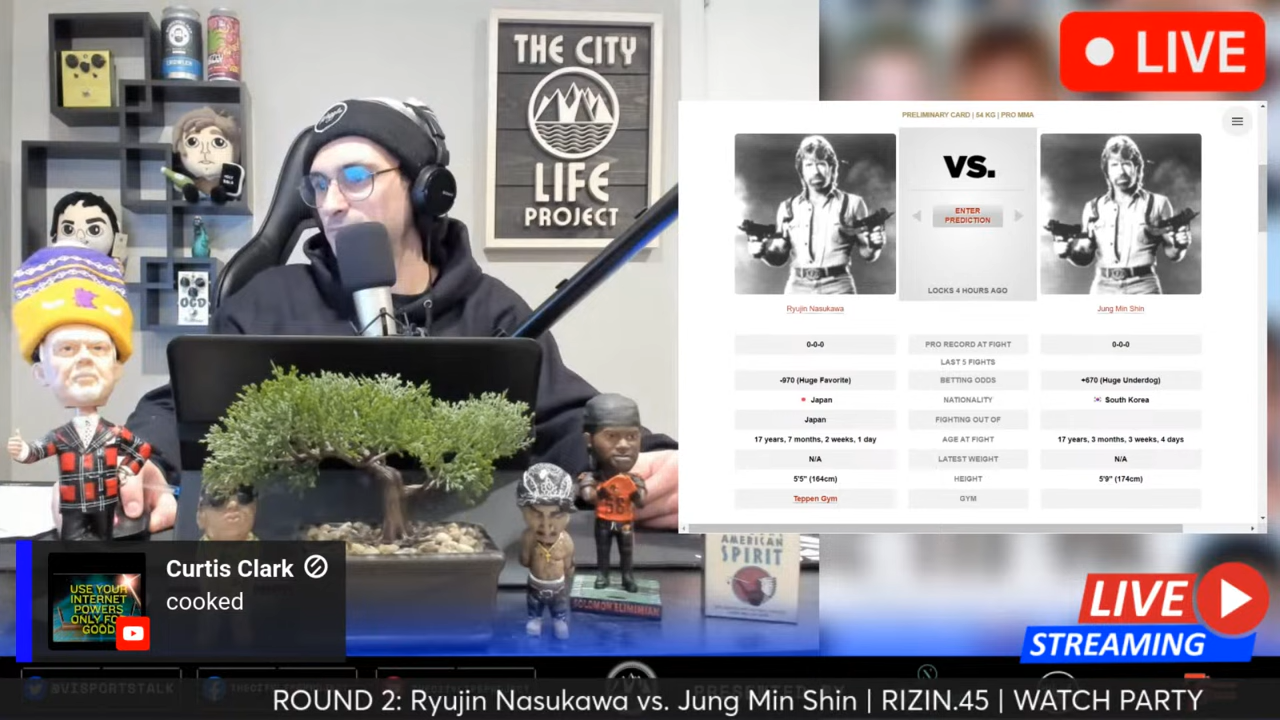 THE CITY
LIFE
PROJECT
LIVE
PRELIMINARY CARD | 54 KG | PRO MMA
VS.
ENTER
PREDICTION
LOCKS 4 HOURS AGO
Ryujin Nasukawa
Jung Min Shin
0-0-0 PRO RECORD AT FIGHT 0-0-0
LAST 5 FIGHTS
-970 (Huge Favorite) BETTING ODDS +670 (Huge Underdog)
Japan NATIONALITY South Korea
Japan FIGHTING OUT OF
17 years, 7 months, 2 weeks, 1 day AGE AT FIGHT 17 years, 3 months, 3 weeks, 4 days
N/A LATEST WEIGHT N/A
5'5" (164cm) HEIGHT 5'9" (174cm)
Teppen Gym GYM
OCD
AMERICAN
SPIRIT
SOLOMON ELIMIMIAN
USE YOUR
INTERNET
POWERS
ONLY FOR
GOOD
Curtis Clark
cooked
LIVE
STREAMING
@VISPORTSTALK
ROUND 2: Ryujin Nasukawa vs. Jung Min Shin | RIZIN.45 | WATCH PARTY